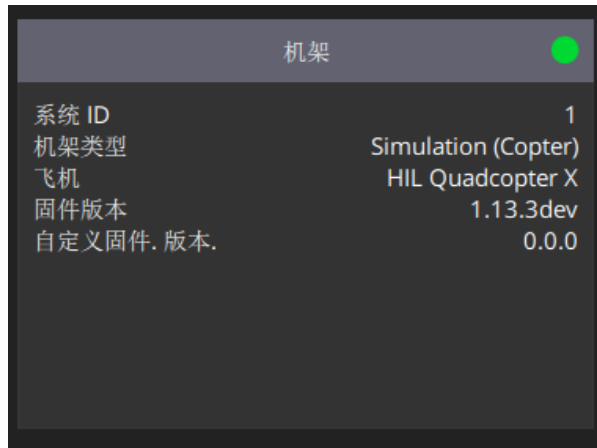 机架
系统 ID 1
机架类型 Simulation (Copter)
飞机 HIL Quadcopter X
固件版本 1.13.3dev
自定义固件. 版本. 0.0.0